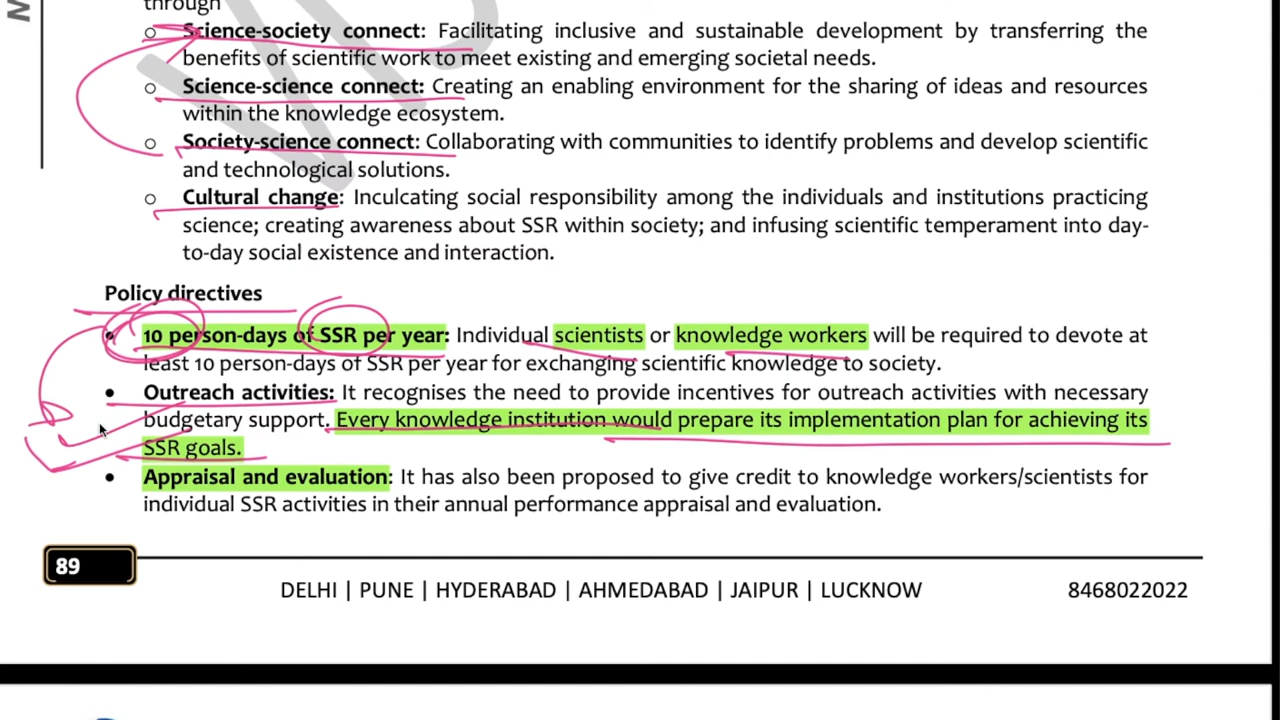 through
○ Science-society connect: Facilitating inclusive and sustainable development by transferring the
benefits of scientific work to meet existing and emerging societal needs.
○ Science-science connect: Creating an enabling environment for the sharing of ideas and resources
within the knowledge ecosystem.
○ Society-science connect: Collaborating with communities to identify problems and develop scientific
and technological solutions.
○ Cultural change: Inculcating social responsibility among the individuals and institutions practicing
science; creating awareness about SSR within society; and infusing scientific temperament into day-
to-day social existence and interaction.
Policy directives
• 10 person-days of SSR per year: Individual scientists or knowledge workers will be required to devote at
least 10 person-days of SSR per year for exchanging scientific knowledge to society.
• Outreach activities: It recognises the need to provide incentives for outreach activities with necessary
budgetary support. Every knowledge institution would prepare its implementation plan for achieving its
SSR goals.
• Appraisal and evaluation: It has also been proposed to give credit to knowledge workers/scientists for
individual SSR activities in their annual performance appraisal and evaluation.
89
DELHI | PUNE | HYDERABAD | AHMEDABAD | JAIPUR | LUCKNOW 8468022022